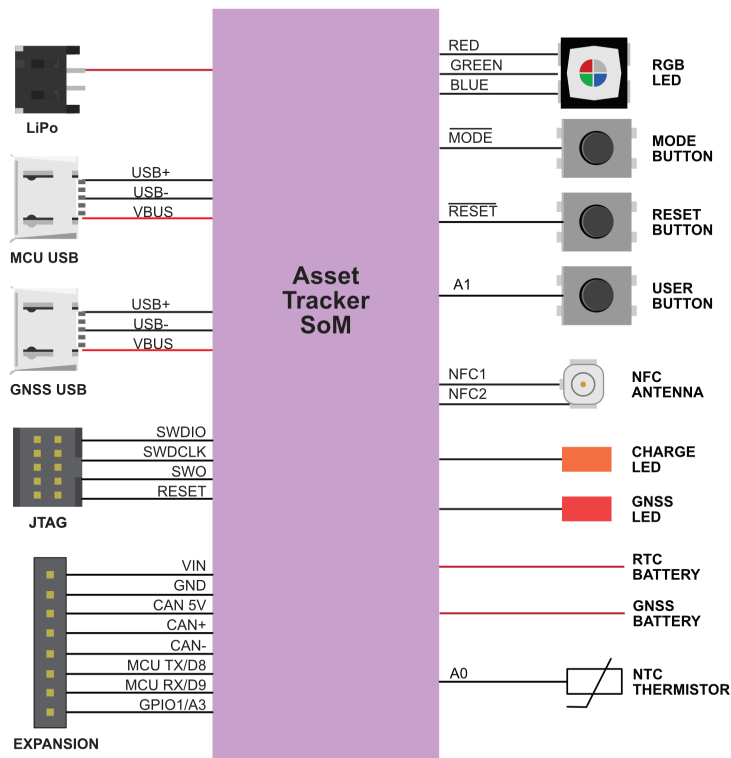 LiPo
USB+
USB-
VBUS
MCU USB
USB+
USB-
VBUS
GNSS USB
SWDIO
SWDCLK
SWO
RESET
JTAG
VIN
GND
CAN 5V
CAN+
CAN-
MCU TX/D8
MCU RX/D9
GPIO1/A3
EXPANSION
Asset
Tracker
SoM
RED
GREEN
BLUE
RGB
LED
MODE
MODE
BUTTON
RESET
RESET
BUTTON
A1
USER
BUTTON
NFC1
NFC2
NFC
ANTENNA
CHARGE
LED
GNSS
LED
RTC
BATTERY
GNSS
BATTERY
A0
NTC
THERMISTOR